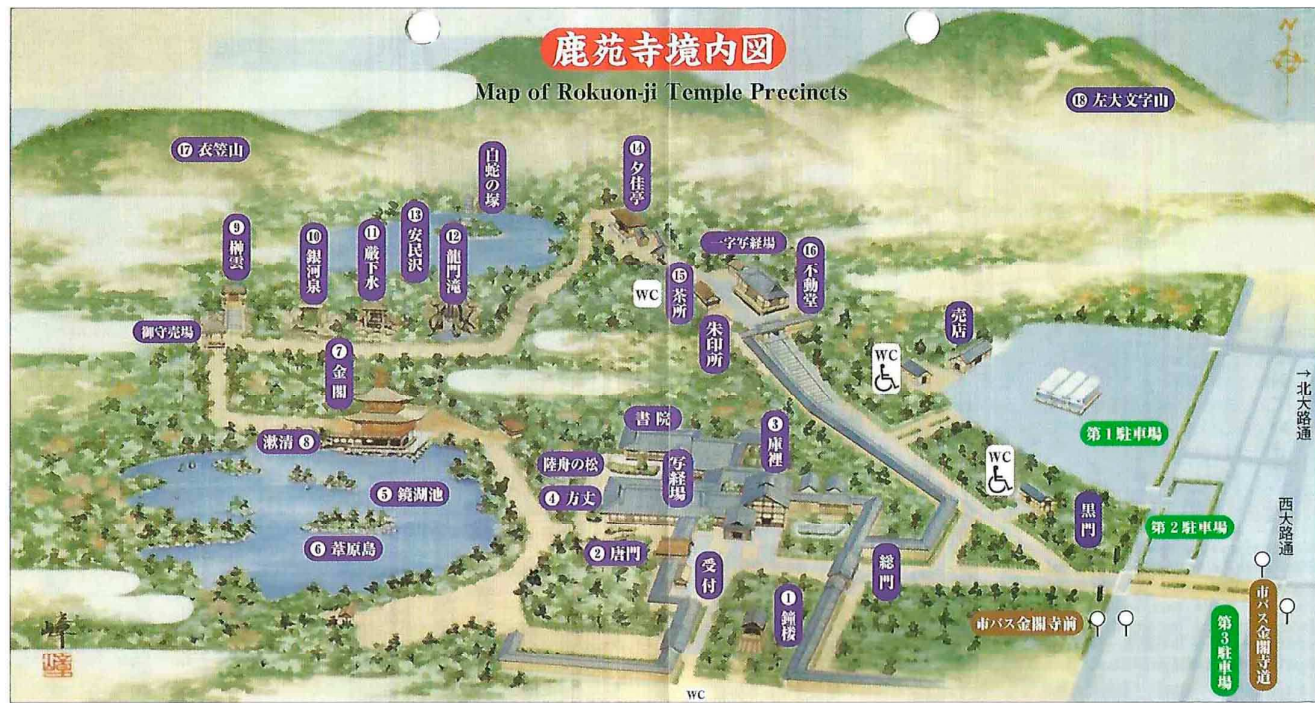 鹿苑寺境内図
Map of Rokuon-ji Temple Precincts
N
⑱ 左大文字山
大
⑰ 衣笠山
白蛇の塚
⑭ 夕佳亭
⑨ 榊雲
⑩ 銀河泉
⑪ 厳下水
⑬ 安民沢
⑫ 龍門滝
一字写経場
⑯ 不動堂
WC
⑮ 茶所
朱印所
売店
御守売場
⑦ 金閣
WC
→北大路通
漱清 ⑧
書院
③ 庫裡
第1駐車場
陸舟の松
写経場
WC
⑤ 鏡湖池
④ 方丈
黒門
第2駐車場
西大路通
⑥ 葦原島
② 唐門
受付
総門
① 鐘楼
市バス金閣寺前
第3駐車場
市バス金閣寺道
峰
WC